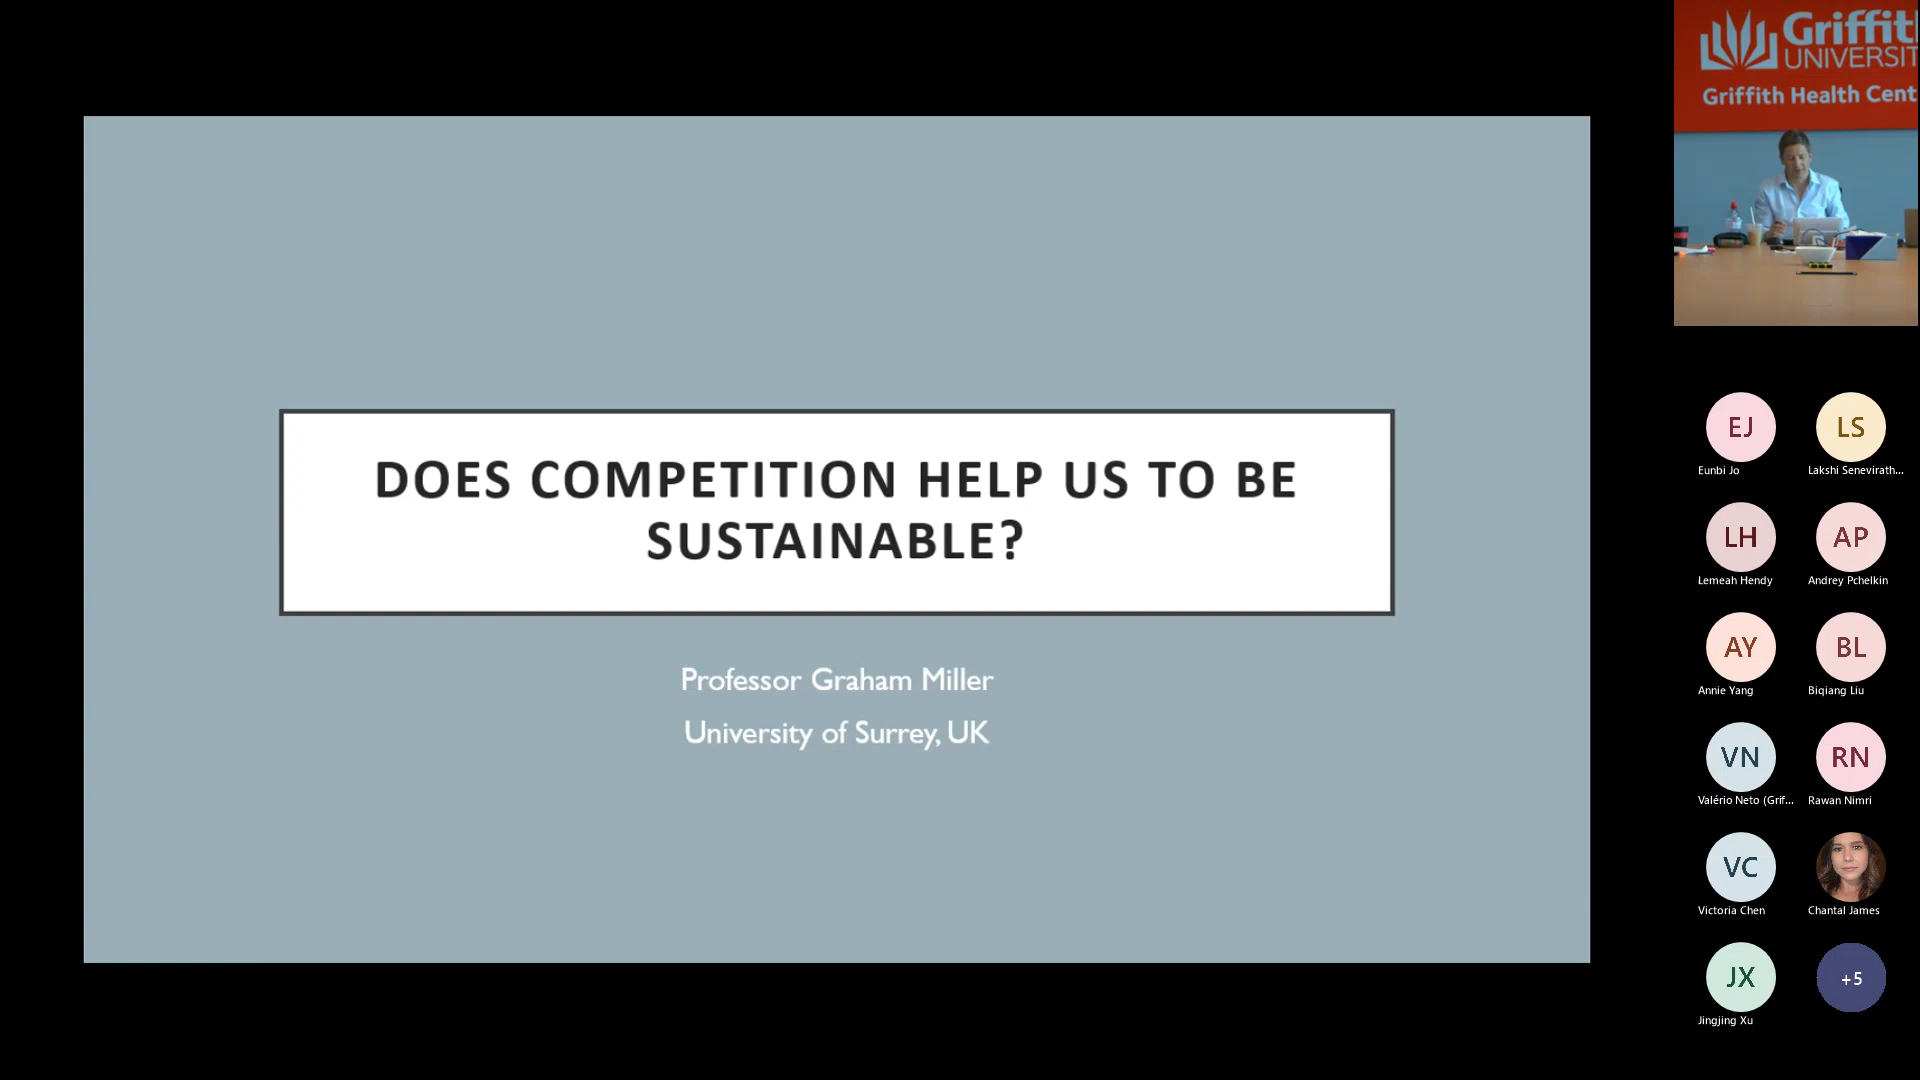 DOES COMPETITION HELP US TO BE
SUSTAINABLE?
Professor Graham Miller
University of Surrey, UK
Griffit
UNIVERSIT
Griffith Health Cent
EJ
Eunbi Jo
LS
Lakshi Senevirath...
LH
Lemeah Hendy
AP
Andrey Pchelkin
AY
Annie Yang
BL
Biqiang Liu
VN
Valério Neto (Grif...
RN
Rawan Nimri
VC
Victoria Chen
Chantal James
JX
Jingjing Xu
+5